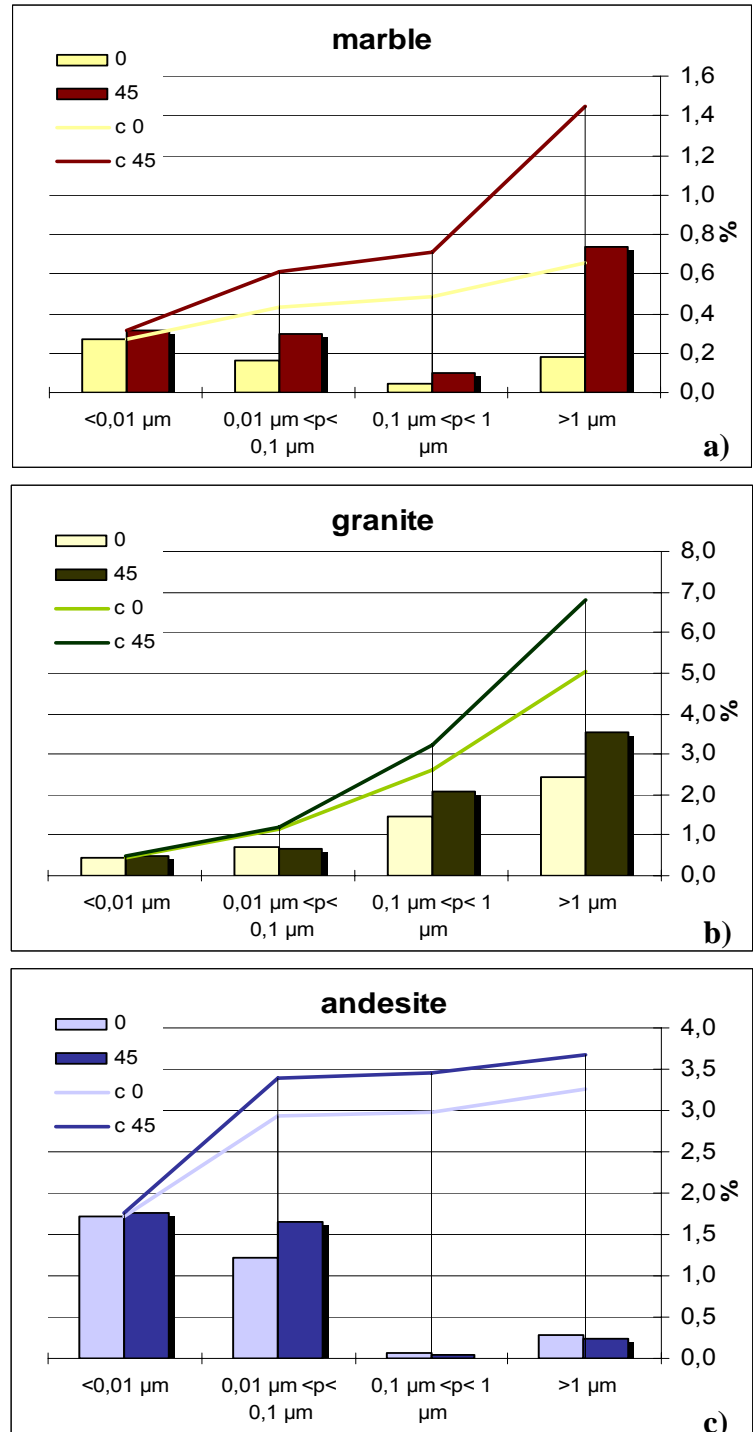 marble
0
45
c 0
c 45
1,6
1,4
1,2
1,0
0,8
0,6
0,4
0,2
0,0
%
<0,01 µm
0,01 µm <p<
0,1 µm
0,1 µm <p< 1
µm
>1 µm
a)
granite
0
45
c 0
c 45
8,0
7,0
6,0
5,0
4,0
3,0
2,0
1,0
0,0
%
<0,01 µm
0,01 µm <p<
0,1 µm
0,1 µm <p< 1
µm
>1 µm
b)
andesite
0
45
c 0
c 45
4,0
3,5
3,0
2,5
2,0
1,5
1,0
0,5
0,0
%
<0,01 µm
0,01 µm <p<
0,1 µm
0,1 µm <p< 1
µm
>1 µm
c)